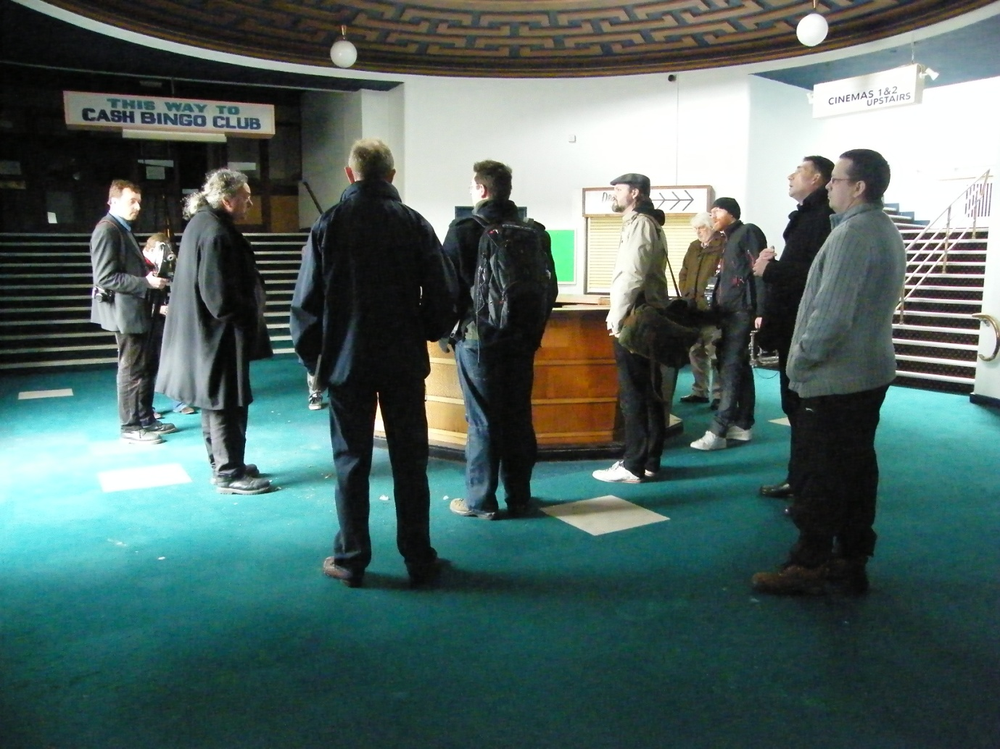 THIS WAY TO
CASH BINGO CLUB
CINEMAS 1&2
UPSTAIRS